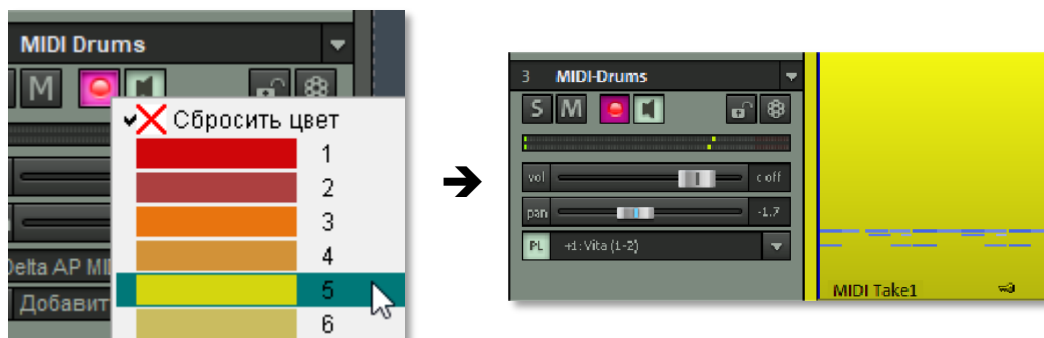 MIDI Drums
M
Сбросить цвет
1
2
3
4
Delta AP MI
5
Добавит
6
3 MIDI-Drums
S M
vol c off
pan -1.7
PL +1: Vita (1-2)
MIDI Take1